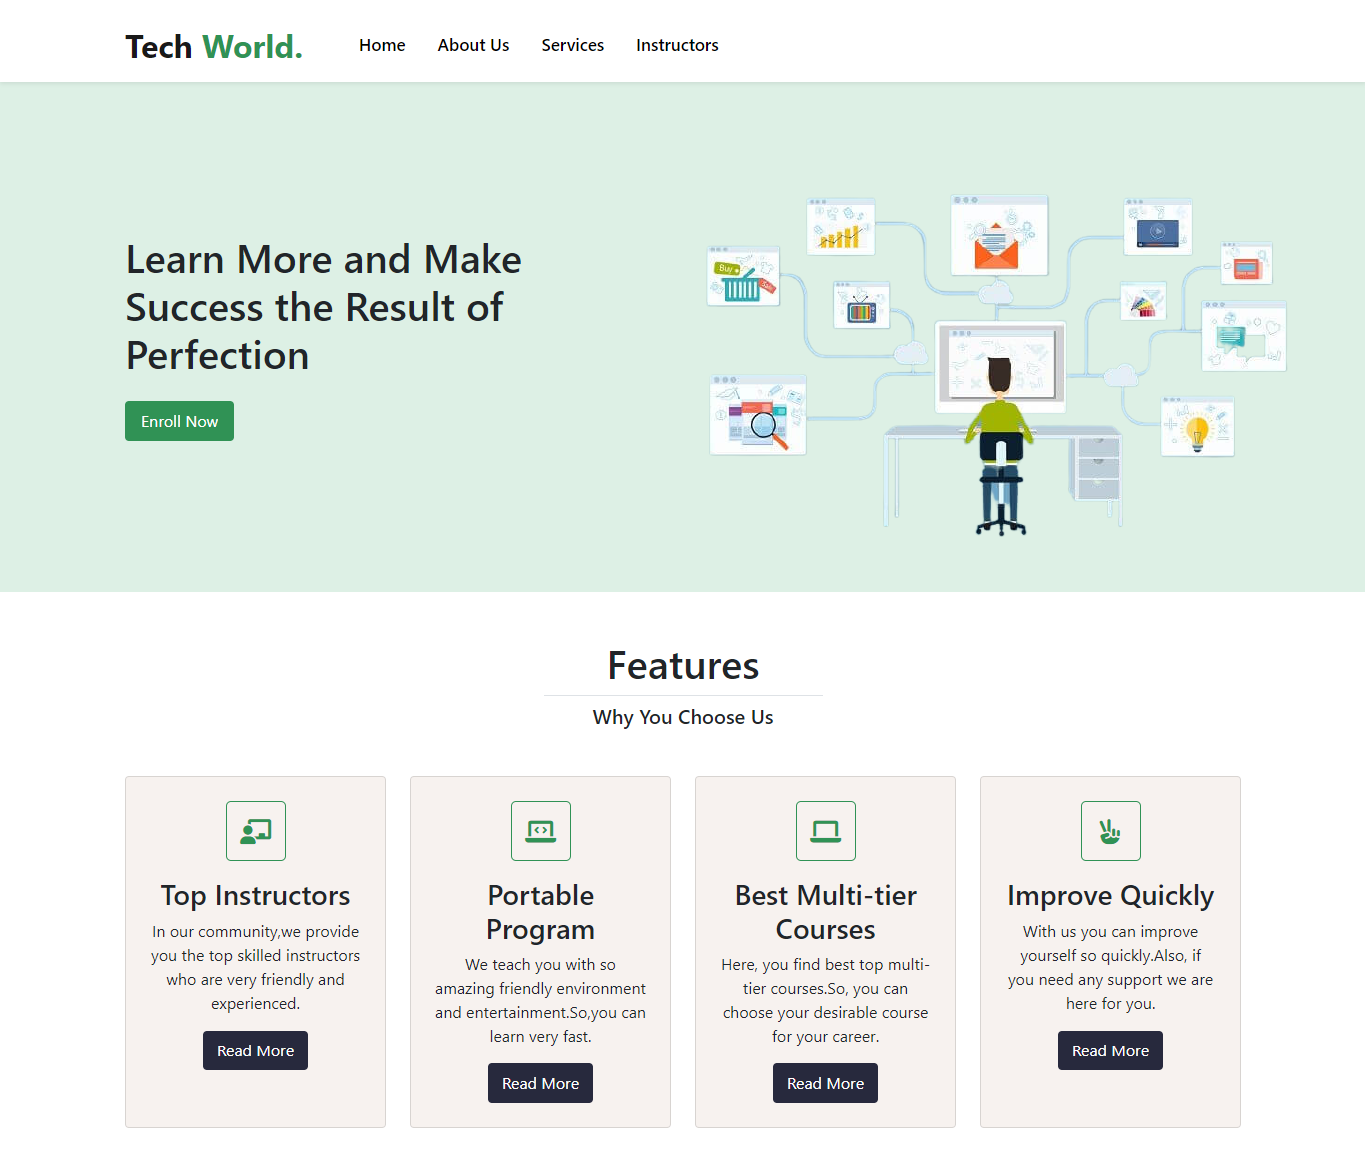 Tech World.
Home
About Us
Services
Instructors
Learn More and Make
Success the Result of
Perfection
Enroll Now
Buy
Features
Why You Choose Us
Top Instructors
In our community,we provide
you the top skilled instructors
who are very friendly and
experienced.
Read More
Portable
Program
We teach you with so
amazing friendly environment
and entertainment.So,you can
learn very fast.
Read More
Best Multi-tier
Courses
Here, you find best top multi-
tier courses.So, you can
choose your desirable course
for your career.
Read More
Improve Quickly
With us you can improve
yourself so quickly.Also, if
you need any support we are
here for you.
Read More